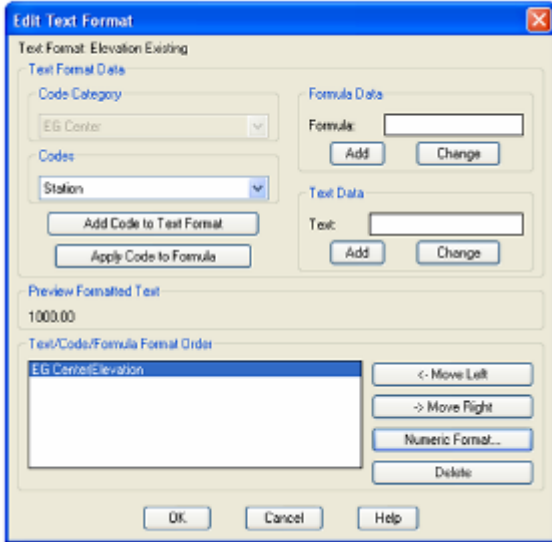 Edit Text Format
Text Format: Elevation Existing
Text Format Data
Code Category
EG Center
Codes
Station
Add Code to Text Format
Apply Code to Formula
Formula Data
Formula:
Add Change
Text Data
Text:
Add Change
Preview Formatted Text
1000.00
Text/Code/Formula Format Order
EG Center|Elevation
<- Move Left
-> Move Right
Numeric Format...
Delete
OK Cancel Help